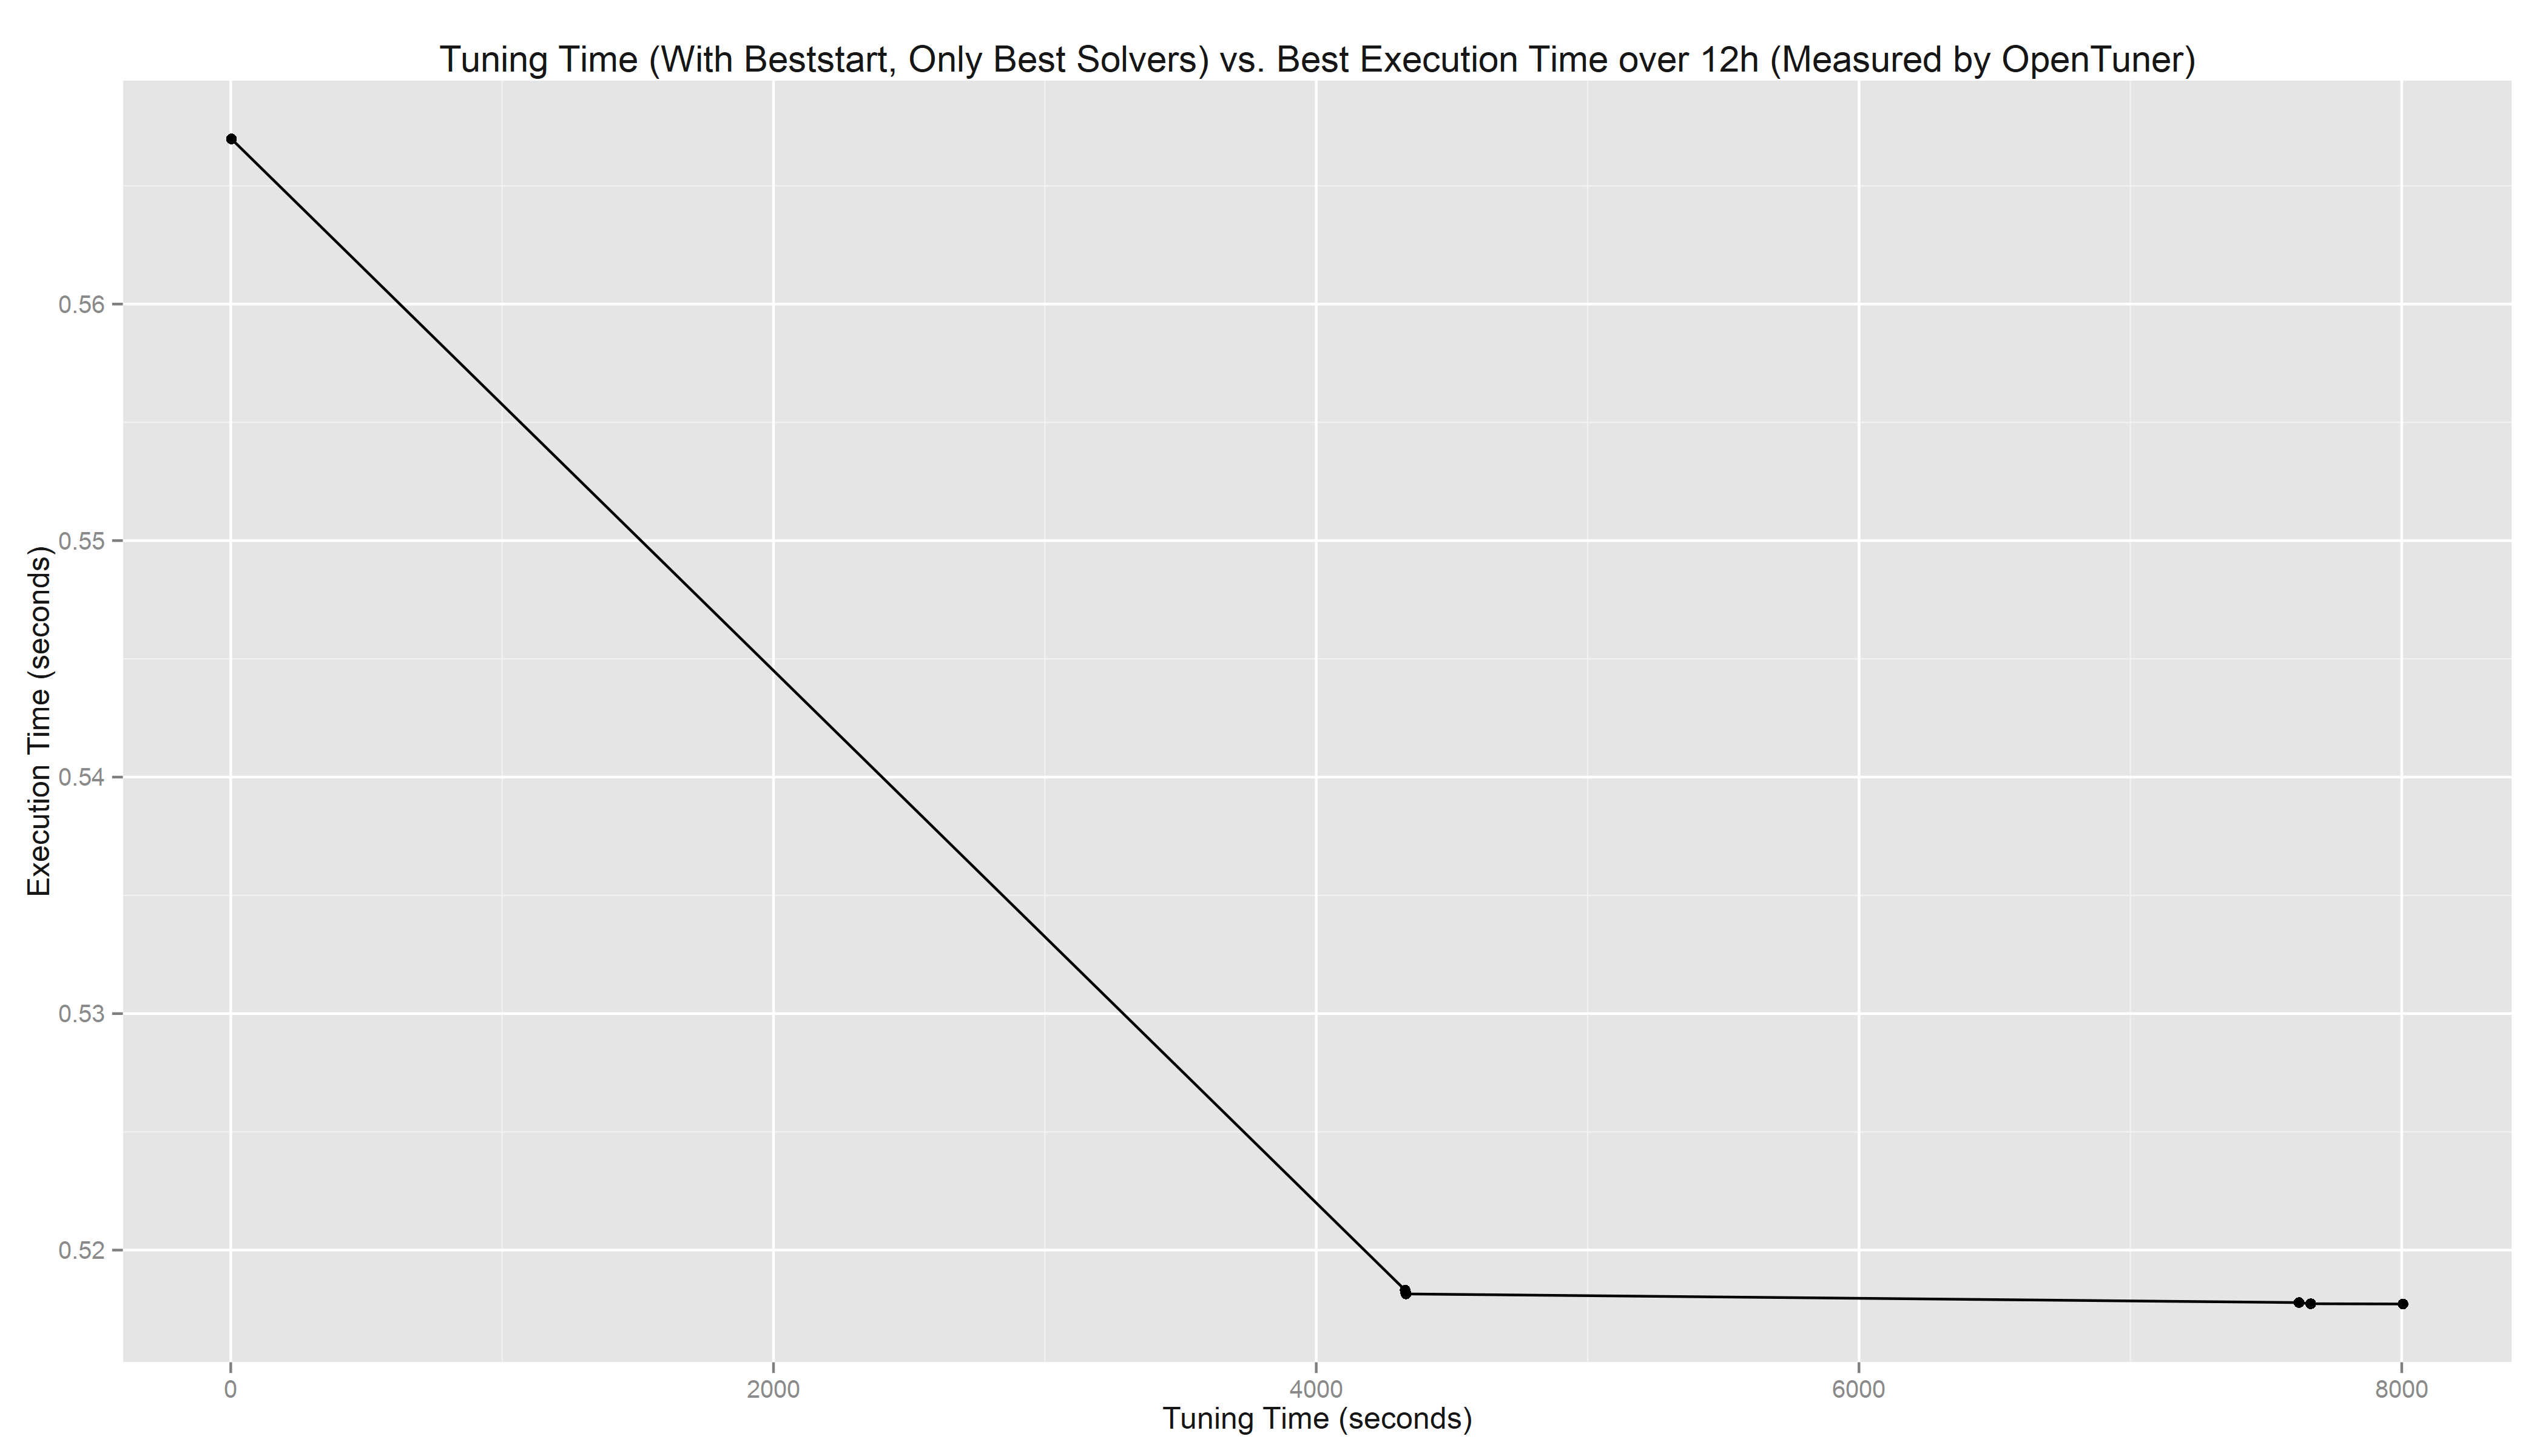 Tuning Time (With Beststart, Only Best Solvers) vs. Best Execution Time over 12h (Measured by OpenTuner)
0.56
0.55
0.54
0.53
0.52
Execution Time (seconds)
0 2000 4000 6000 8000
Tuning Time (seconds)